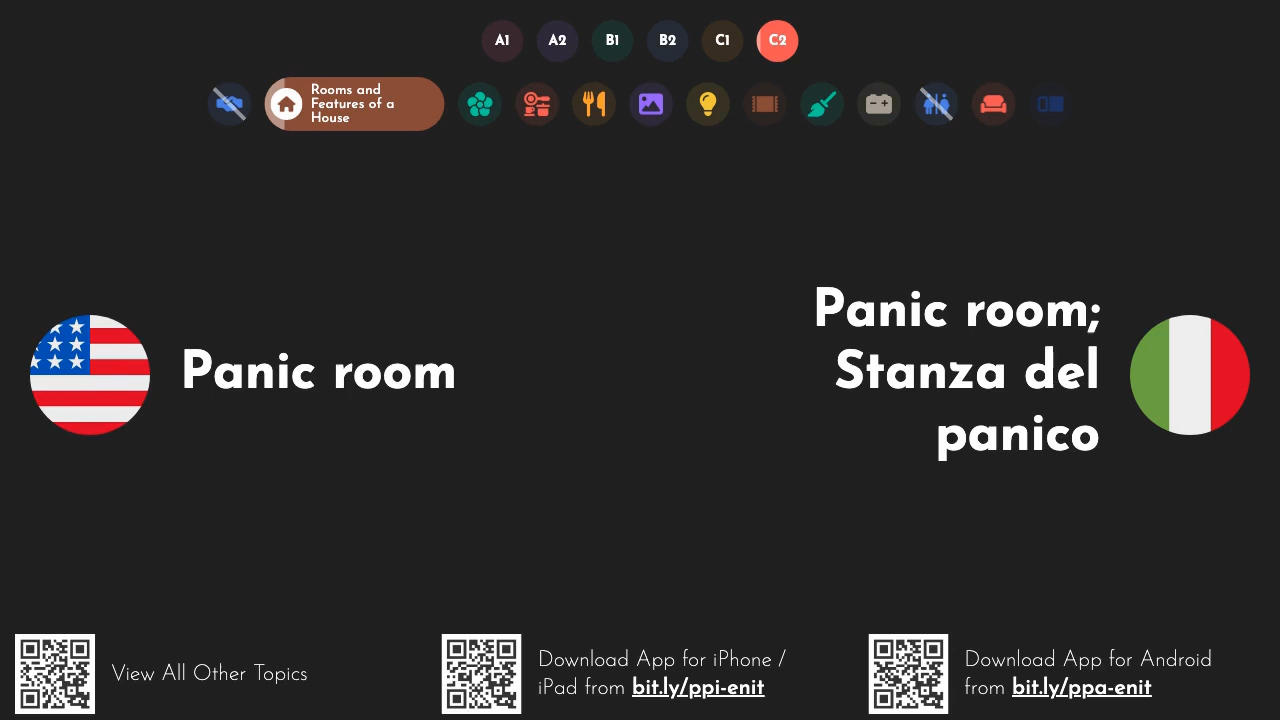 A1 A2 B1 B2 C1 C2
Rooms and
Features of a
House
Panic room
Panic room;
Stanza del
panico
View All Other Topics
Download App for iPhone /
iPad from bit.ly/ppi-enit
Download App for Android
from bit.ly/ppa-enit